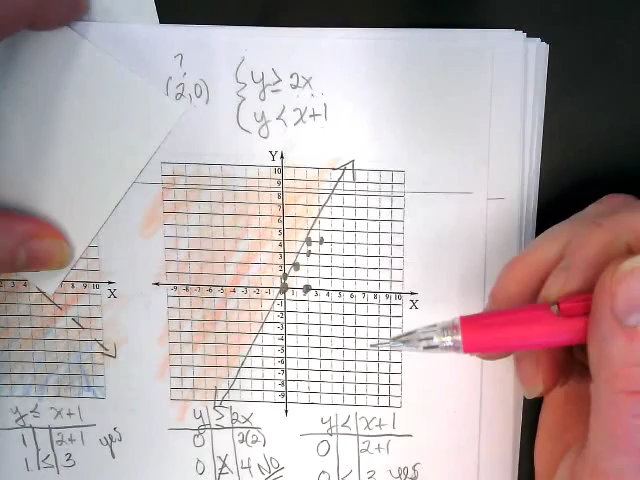 ?
(2,0)
{ y ≥ 2x
{ y < x+1
Y
10
9
8
7
6
5
4
3
2
1
-9 -8 -7 -6 -5 -4 -3 -2 -1 1 2 3 4 5 6 7 8 9 10
X
-1
-2
-3
-4
-5
-6
-7
-8
-9
10
X
y ≤ x+1
1 2+1 yes
1 ≤ 3
y ≥ 2x
0 2(2)
0 4 NO
y < x+1
0 2+1
0 < 3 yes